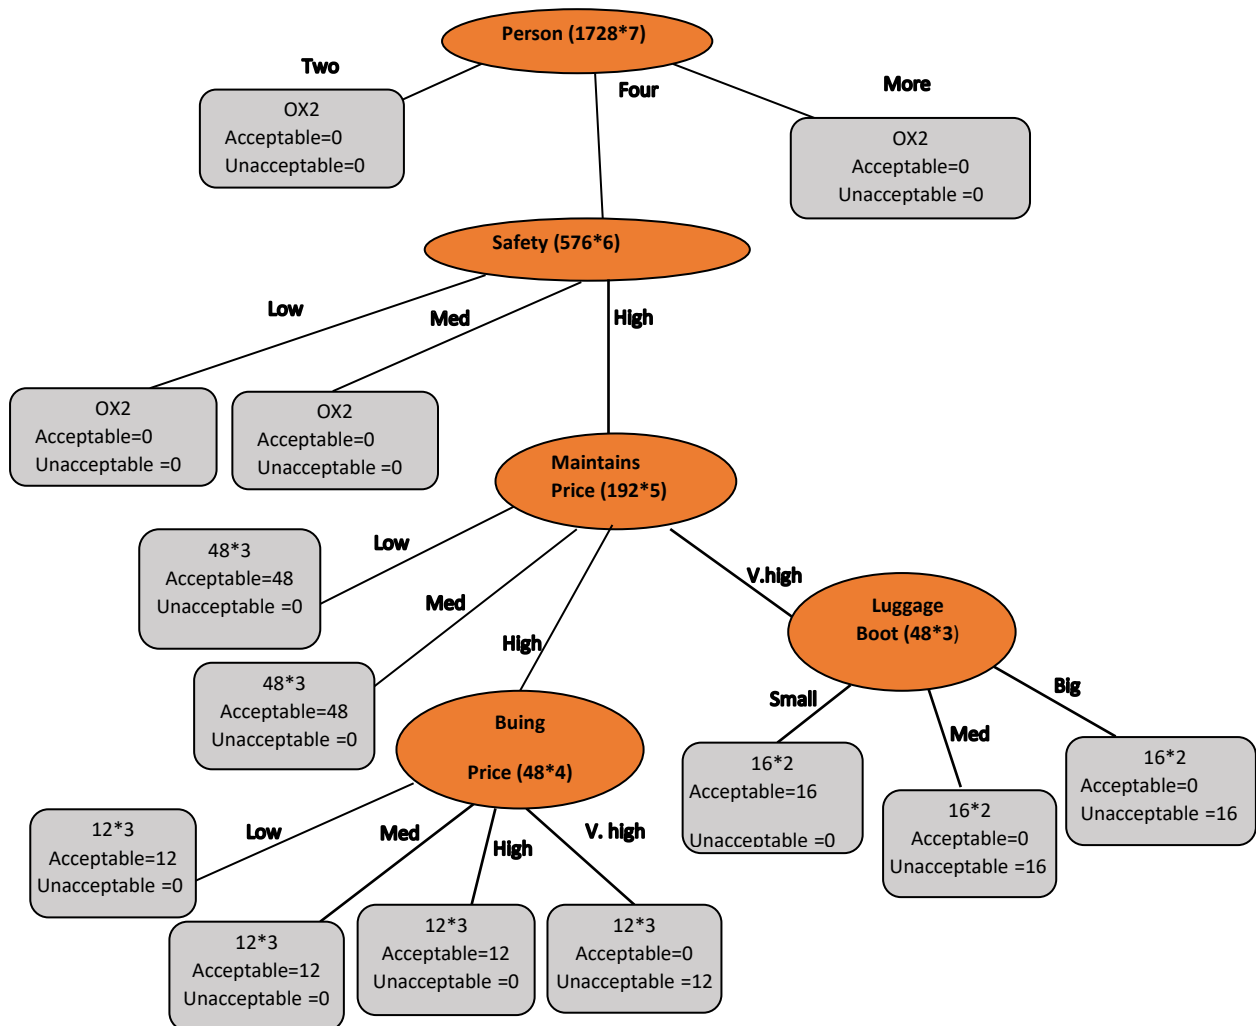 Person (1728*7)
Two
Four
More
OX2
Acceptable=0
Unacceptable=0
OX2
Acceptable=0
Unacceptable =0
Safety (576*6)
Low
Med
High
OX2
Acceptable=0
Unacceptable =0
OX2
Acceptable=0
Unacceptable =0
Maintains
Price (192*5)
Low
Med
High
V.high
48*3
Acceptable=48
Unacceptable =0
48*3
Acceptable=48
Unacceptable =0
Luggage
Boot (48*3)
Small
Med
Big
16*2
Acceptable=16
Unacceptable =0
16*2
Acceptable=0
Unacceptable =16
16*2
Acceptable=0
Unacceptable =16
Buing
Price (48*4)
Low
Med
High
V. high
12*3
Acceptable=12
Unacceptable =0
12*3
Acceptable=12
Unacceptable =0
12*3
Acceptable=12
Unacceptable =0
12*3
Acceptable=0
Unacceptable =12